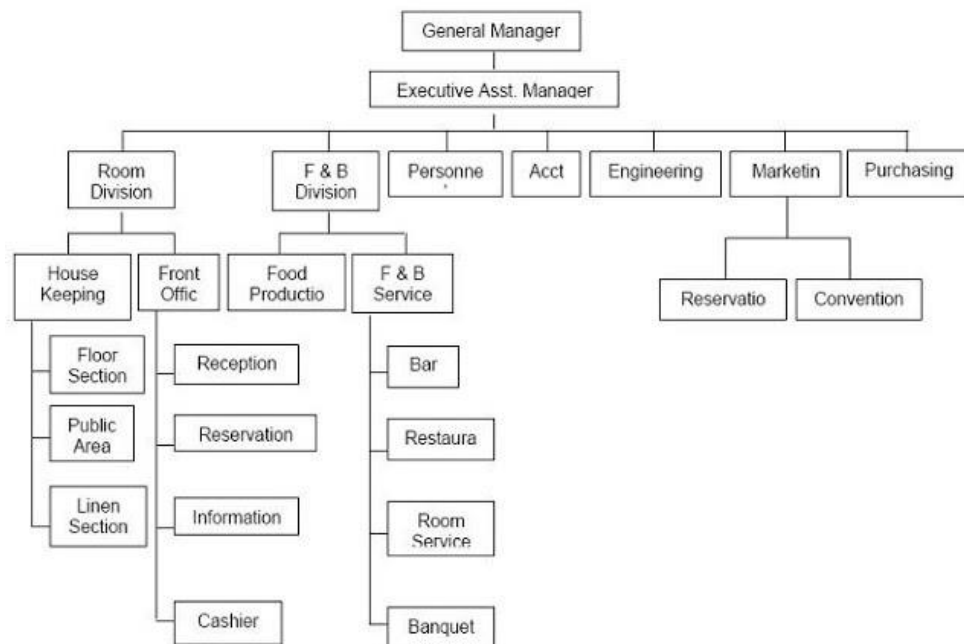 General Manager
Executive Asst. Manager
Room
Division
F & B
Division
Personne
Acct
Engineering
Marketin
Purchasing
House
Keeping
Front
Offic
Food
Productio
F & B
Service
Reservatio
Convention
Floor
Section
Reception
Bar
Public
Area
Reservation
Restaura
Linen
Section
Information
Room
Service
Cashier
Banquet